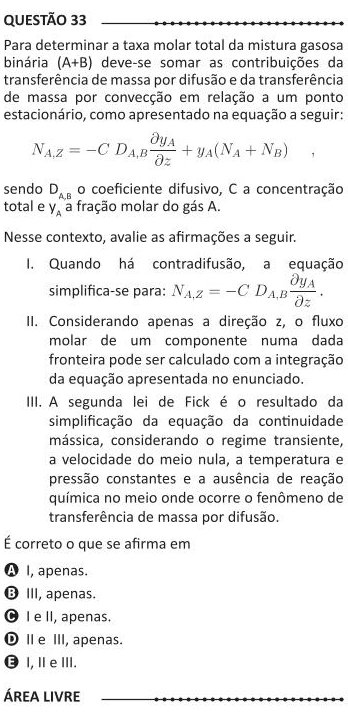 QUESTÃO 33
Para determinar a taxa molar total da mistura gasosa
binária (A+B) deve-se somar as contribuições da
transferência de massa por difusão e da transferência
de massa por convecção em relação a um ponto
estacionário, como apresentado na equação a seguir:
N_{A,Z} = −C D_{A,B} ∂y_A/∂z + y_A(N_A + N_B) ,
sendo D_{A,B} o coeficiente difusivo, C a concentração
total e y_A a fração molar do gás A.
Nesse contexto, avalie as afirmações a seguir.
I. Quando há contradifusão, a equação
simplifica-se para: N_{A,Z} = −C D_{A,B} ∂y_A/∂z .
II. Considerando apenas a direção z, o fluxo
molar de um componente numa dada
fronteira pode ser calculado com a integração
da equação apresentada no enunciado.
III. A segunda lei de Fick é o resultado da
simplificação da equação da continuidade
mássica, considerando o regime transiente,
a velocidade do meio nula, a temperatura e
pressão constantes e a ausência de reação
química no meio onde ocorre o fenômeno de
transferência de massa por difusão.
É correto o que se afirma em
A I, apenas.
B III, apenas.
C I e II, apenas.
D II e III, apenas.
E I, II e III.
ÁREA LIVRE